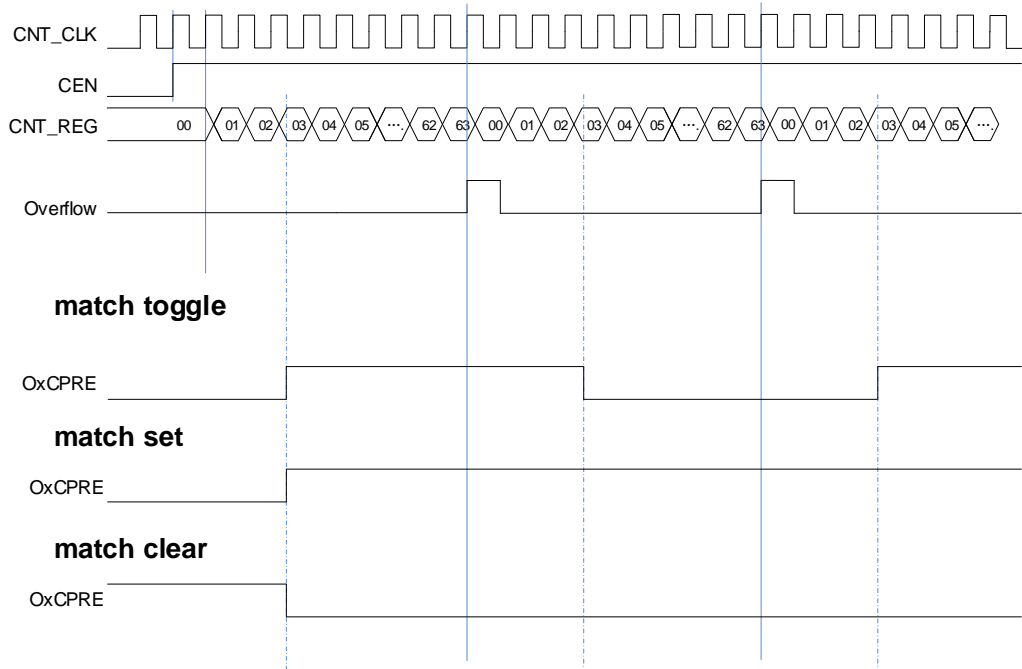 CNT_CLK
CEN
CNT_REG 00 01 02 03 04 05 .... 62 63 00 01 02 03 04 05 .... 62 63 00 01 02 03 04 05 ....
Overflow
match toggle
OxCPRE
match set
OxCPRE
match clear
OxCPRE